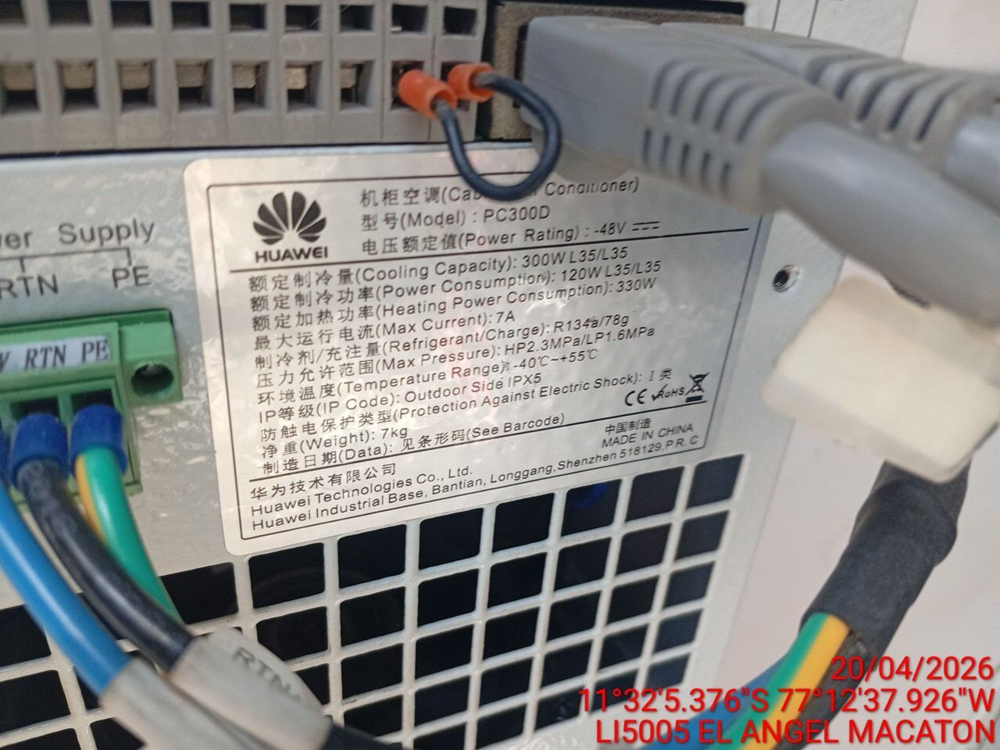 机柜空调(Cab Conditioner)
型号(Model) : PC300D
电压额定值(Power Rating) : -48V
HUAWEI
额定制冷量(Cooling Capacity): 300W L35/L35
额定制冷功率(Power Consumption): 120W L35/L35
额定加热功率(Heating Power Consumption): 330W
最大运行电流(Max Current): 7A
制冷剂/充注量(Refrigerant/Charge): R134a/78g
压力允许范围(Max Pressure): HP2.3MPa/LP1.6MPa
环境温度(Temperature Range): -40℃~+55℃
IP等级(IP Code): Outdoor Side IPX5
防触电保护类型(Protection Against Electric Shock): I 类
净重(Weight): 7kg
制造日期(Data): 见条形码(See Barcode)
CE RoHS
中国制造
MADE IN CHINA
华为技术有限公司
Huawei Technologies Co., Ltd.
Huawei Industrial Base, Bantian, Longgang,Shenzhen 518129,P.R.C
er Supply
RTN PE
V RTN PE
RTN
20/04/2026
11°32'5.376"S 77°12'37.926"W
LI5005 EL ANGEL MACATON